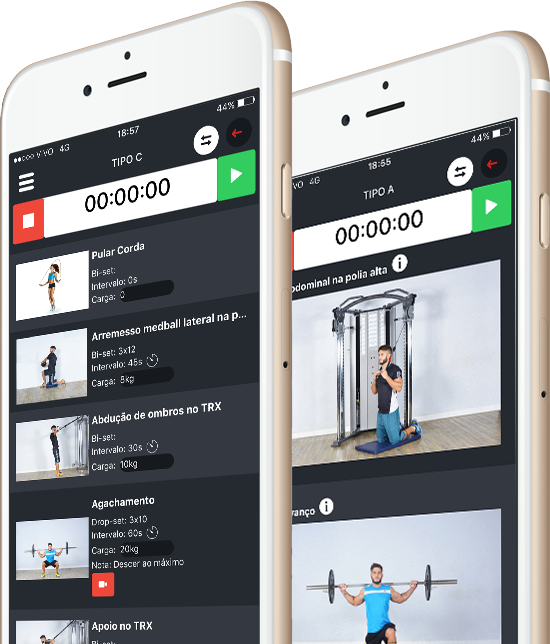 VIVO 4G
18:57
44%
TIPO C
00:00:00
Pular Corda
Bi-set:
Intervalo: 0s
Carga: 0
Arremesso medball lateral na p...
Bi-set: 3x12
Intervalo: 45s
Carga: 8kg
Abdução de ombros no TRX
Bi-set:
Intervalo: 30s
Carga: 10kg
Agachamento
Drop-set: 3x10
Intervalo: 60s
Carga: 20kg
Nota: Descer ao máximo
Apoio no TRX
Bi-set:
VO 4G
18:55
44%
TIPO A
00:00:00
bdominal na polia alta
vanço